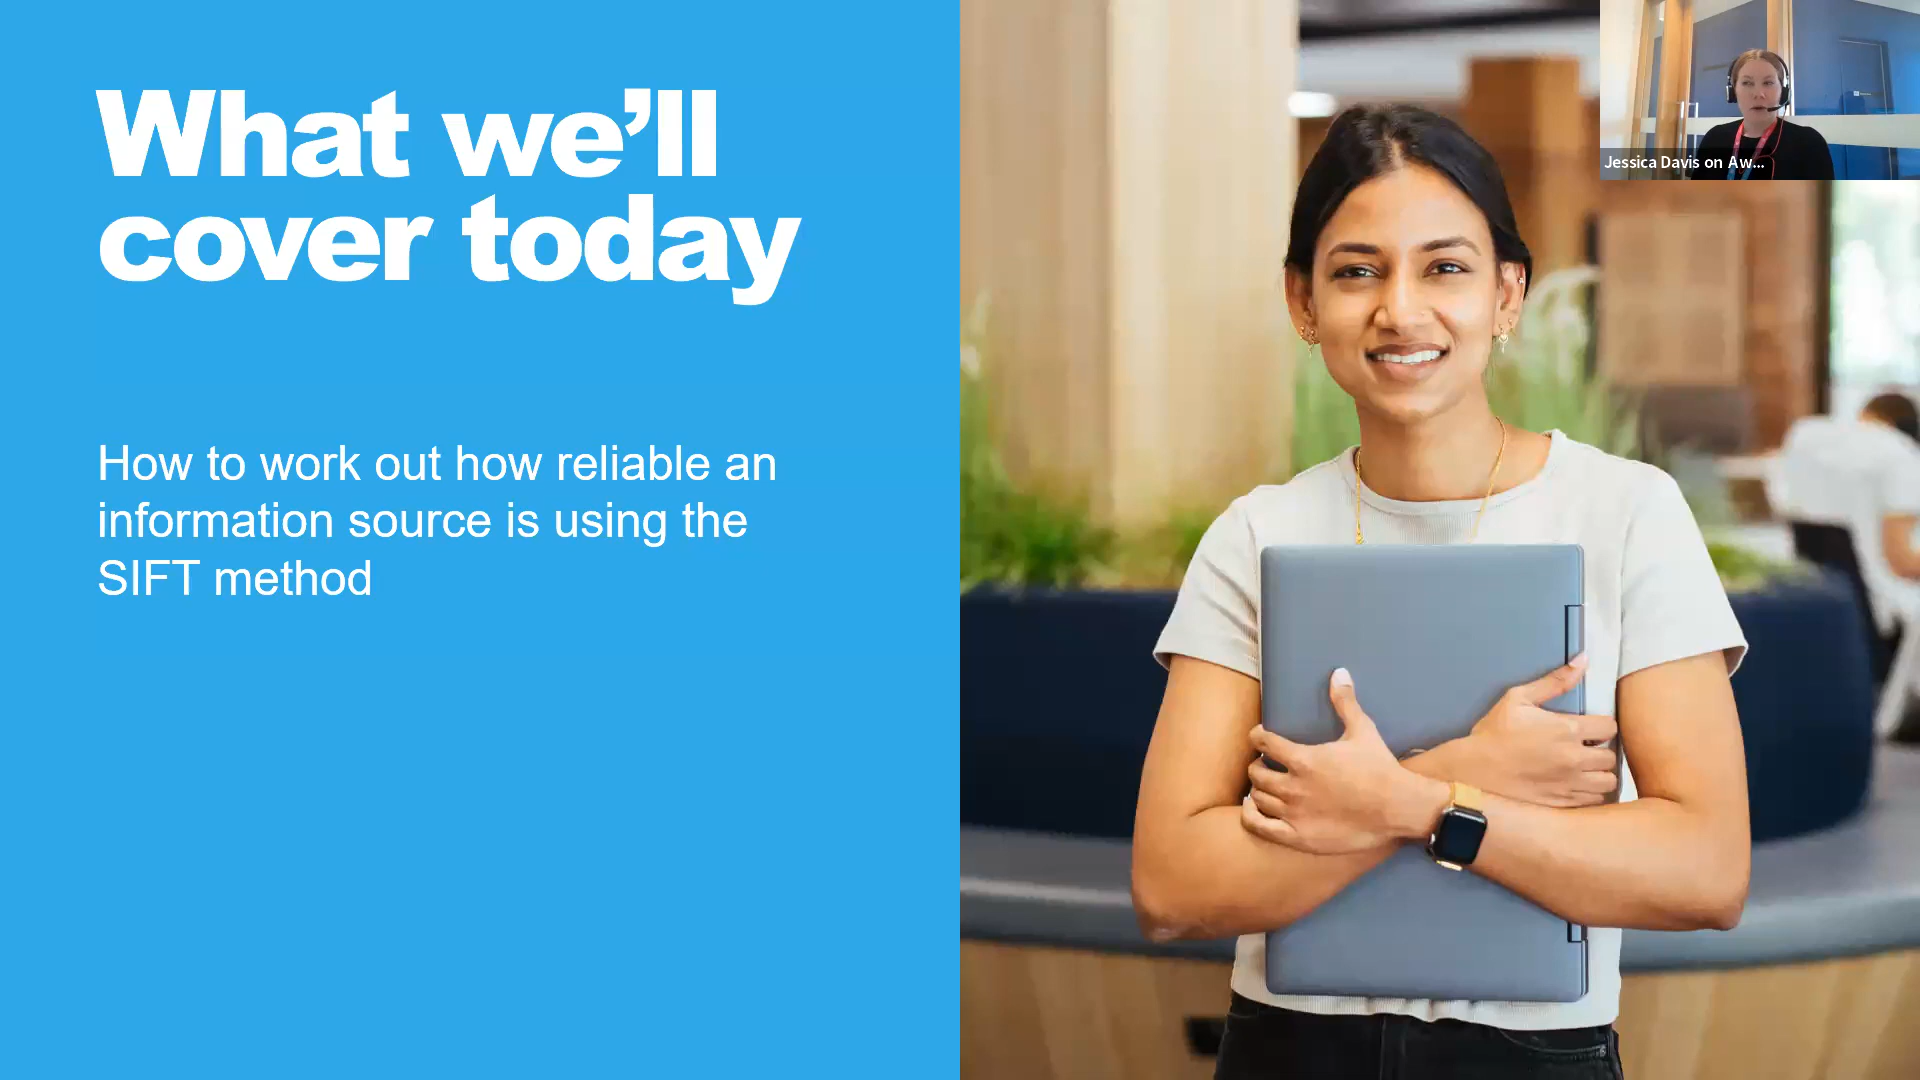 What we’ll
cover today
How to work out how reliable an
information source is using the
SIFT method
Jessica Davis on Aw...